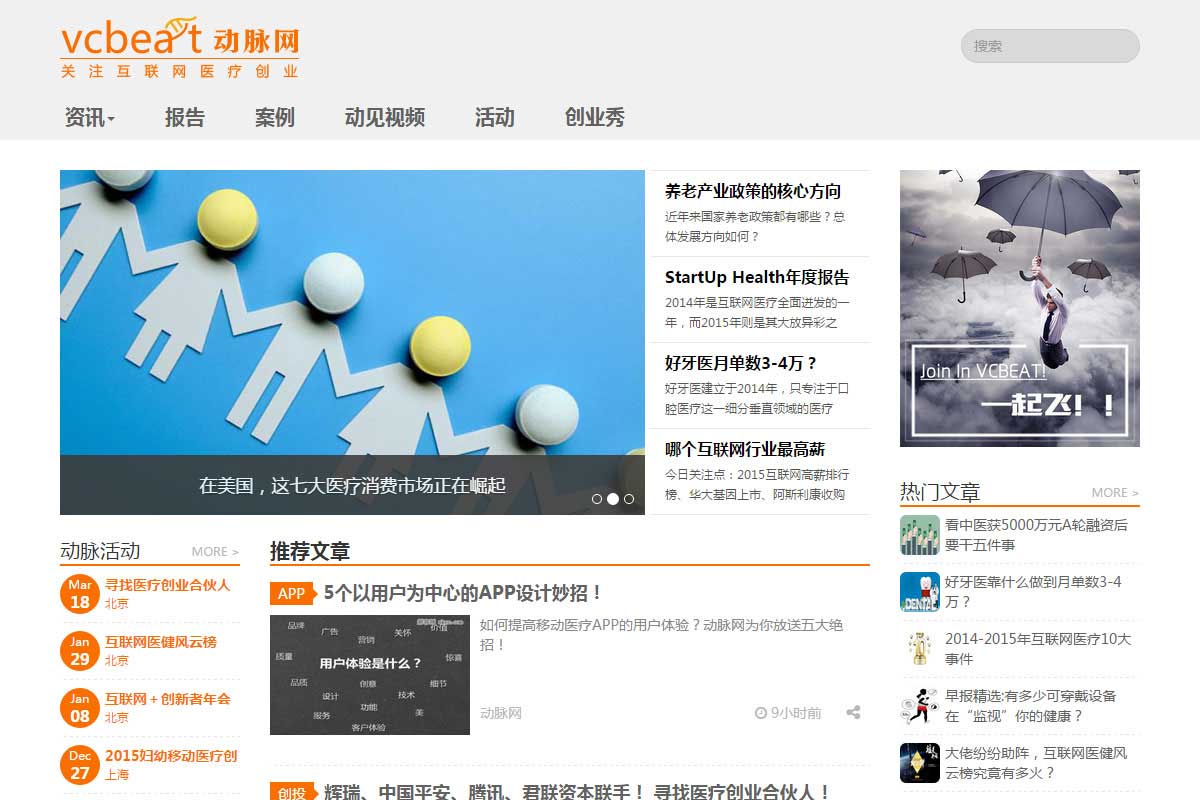 vcbeat 动脉网
关注互联网医疗创业
搜索
资讯 报告 案例 动见视频 活动 创业秀
在美国，这七大医疗消费市场正在崛起
养老产业政策的核心方向
近年来国家养老政策都有哪些？总
体发展方向如何？
StartUp Health年度报告
2014年是互联网医疗全面迸发的一
年，而2015年则是其大放异彩之
好牙医月单数3-4万？
好牙医建立于2014年，只专注于口
腔医疗这一细分垂直领域的医疗
哪个互联网行业最高薪
今日关注点：2015互联网高薪排行
榜、华大基因上市、阿斯利康收购
Join In VCBEAT!
一起飞！！
动脉活动 MORE >
Mar
18
寻找医疗创业合伙人
北京
Jan
29
互联网医健风云榜
北京
Jan
08
互联网＋创新者年会
北京
Dec
27
2015妇幼移动医疗创
上海
推荐文章
APP 5个以用户为中心的APP设计妙招！
品牌
广告
营销
关怀
价值
质量
用户体验是什么？
惊喜
品质
创意
细节
设计
技术
功能
服务
美
客户体验
如何提高移动医疗APP的用户体验？动脉网为你放送五大绝
招！
动脉网 9小时前
创投 辉瑞、中国平安、腾讯、君联资本联手！ 寻找医疗创业合伙人！
热门文章 MORE >
看中医获5000万元A轮融资后
要干五件事
DENTAL
好牙医靠什么做到月单数3-4
万？
2014-2015年互联网医疗10大
事件
早报精选:有多少可穿戴设备
在“监视”你的健康？
大佬纷纷助阵，互联网医健风
云榜究竟有多火？